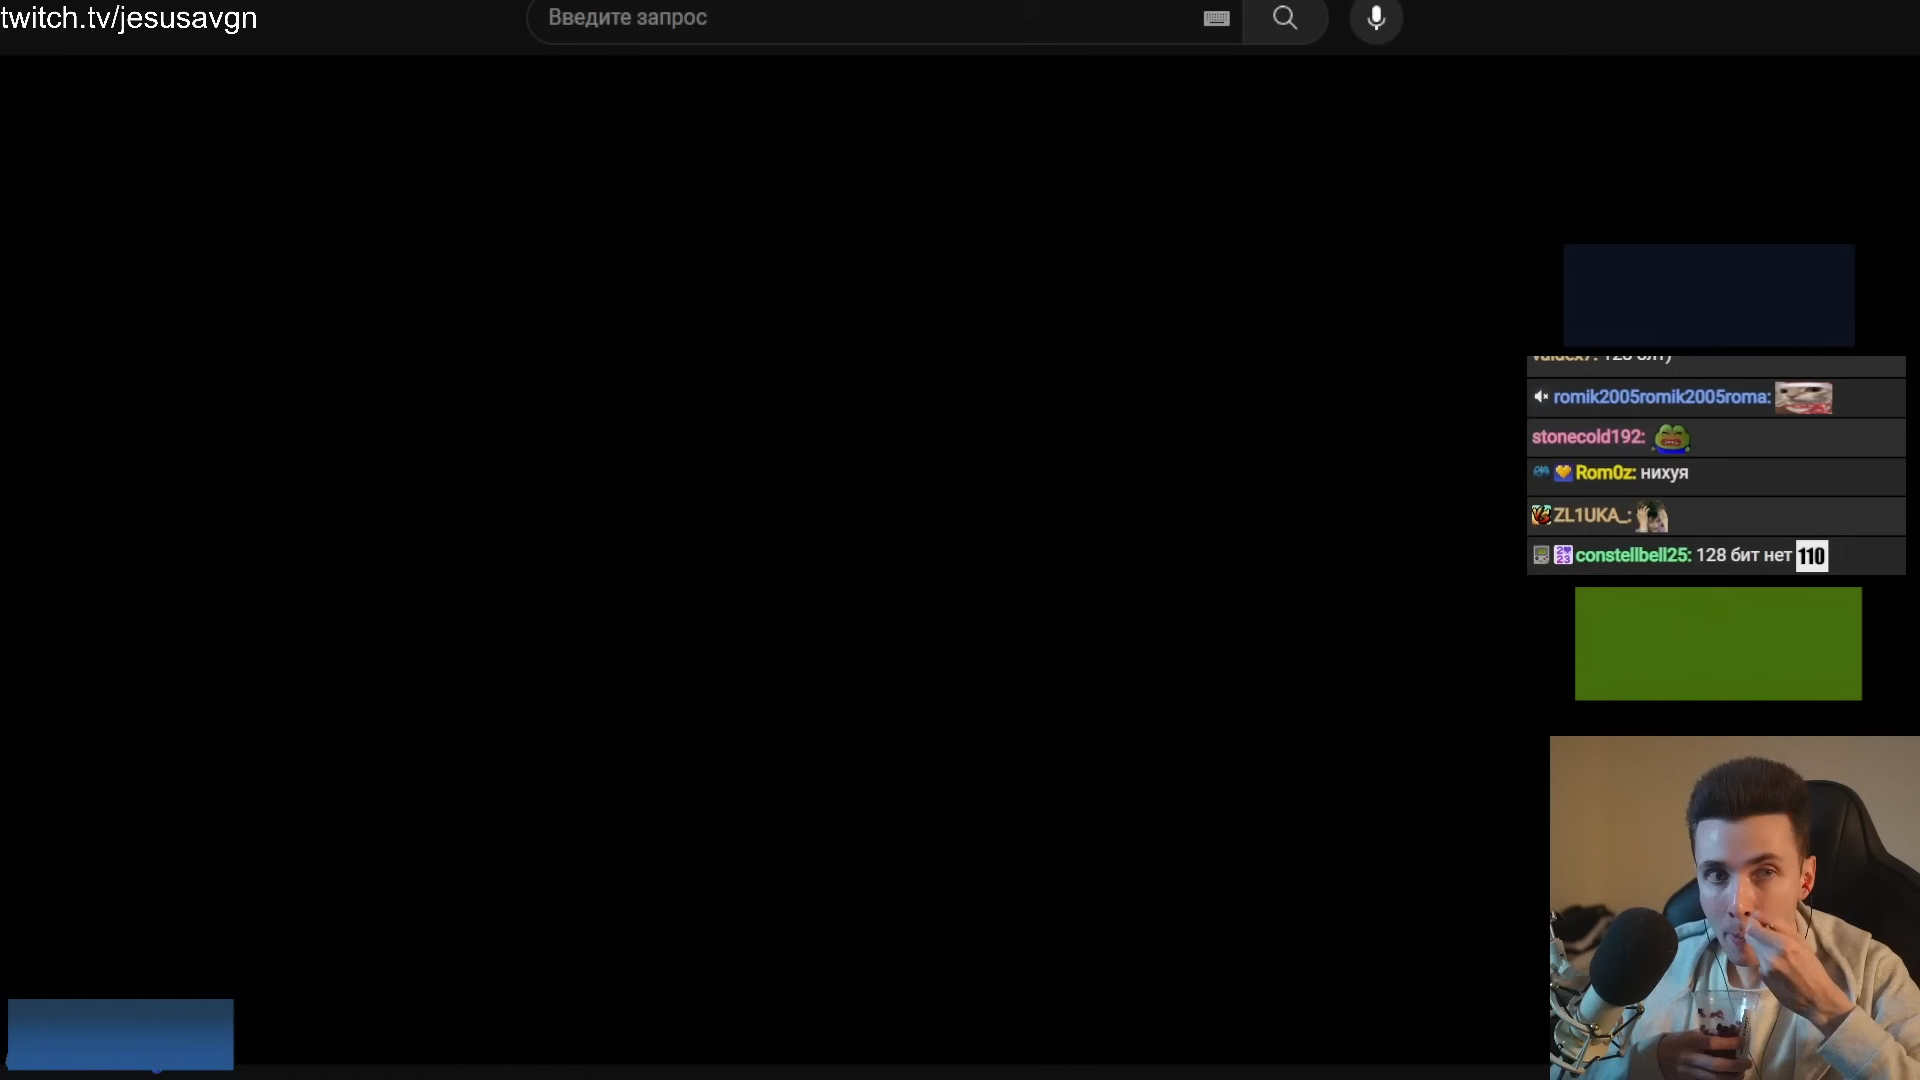 twitch.tv/jesusavgn
Введите запрос
romik2005romik2005roma:
stonecold192:
Rom0z: нихуя
ZL1UKA_:
constellbell25: 128 бит нет 110